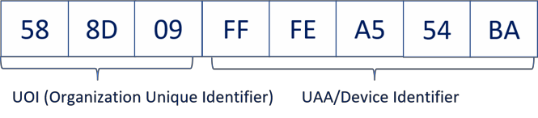 58 8D 09 FF FE A5 54 BA
UOI (Organization Unique Identifier) UAA/Device Identifier